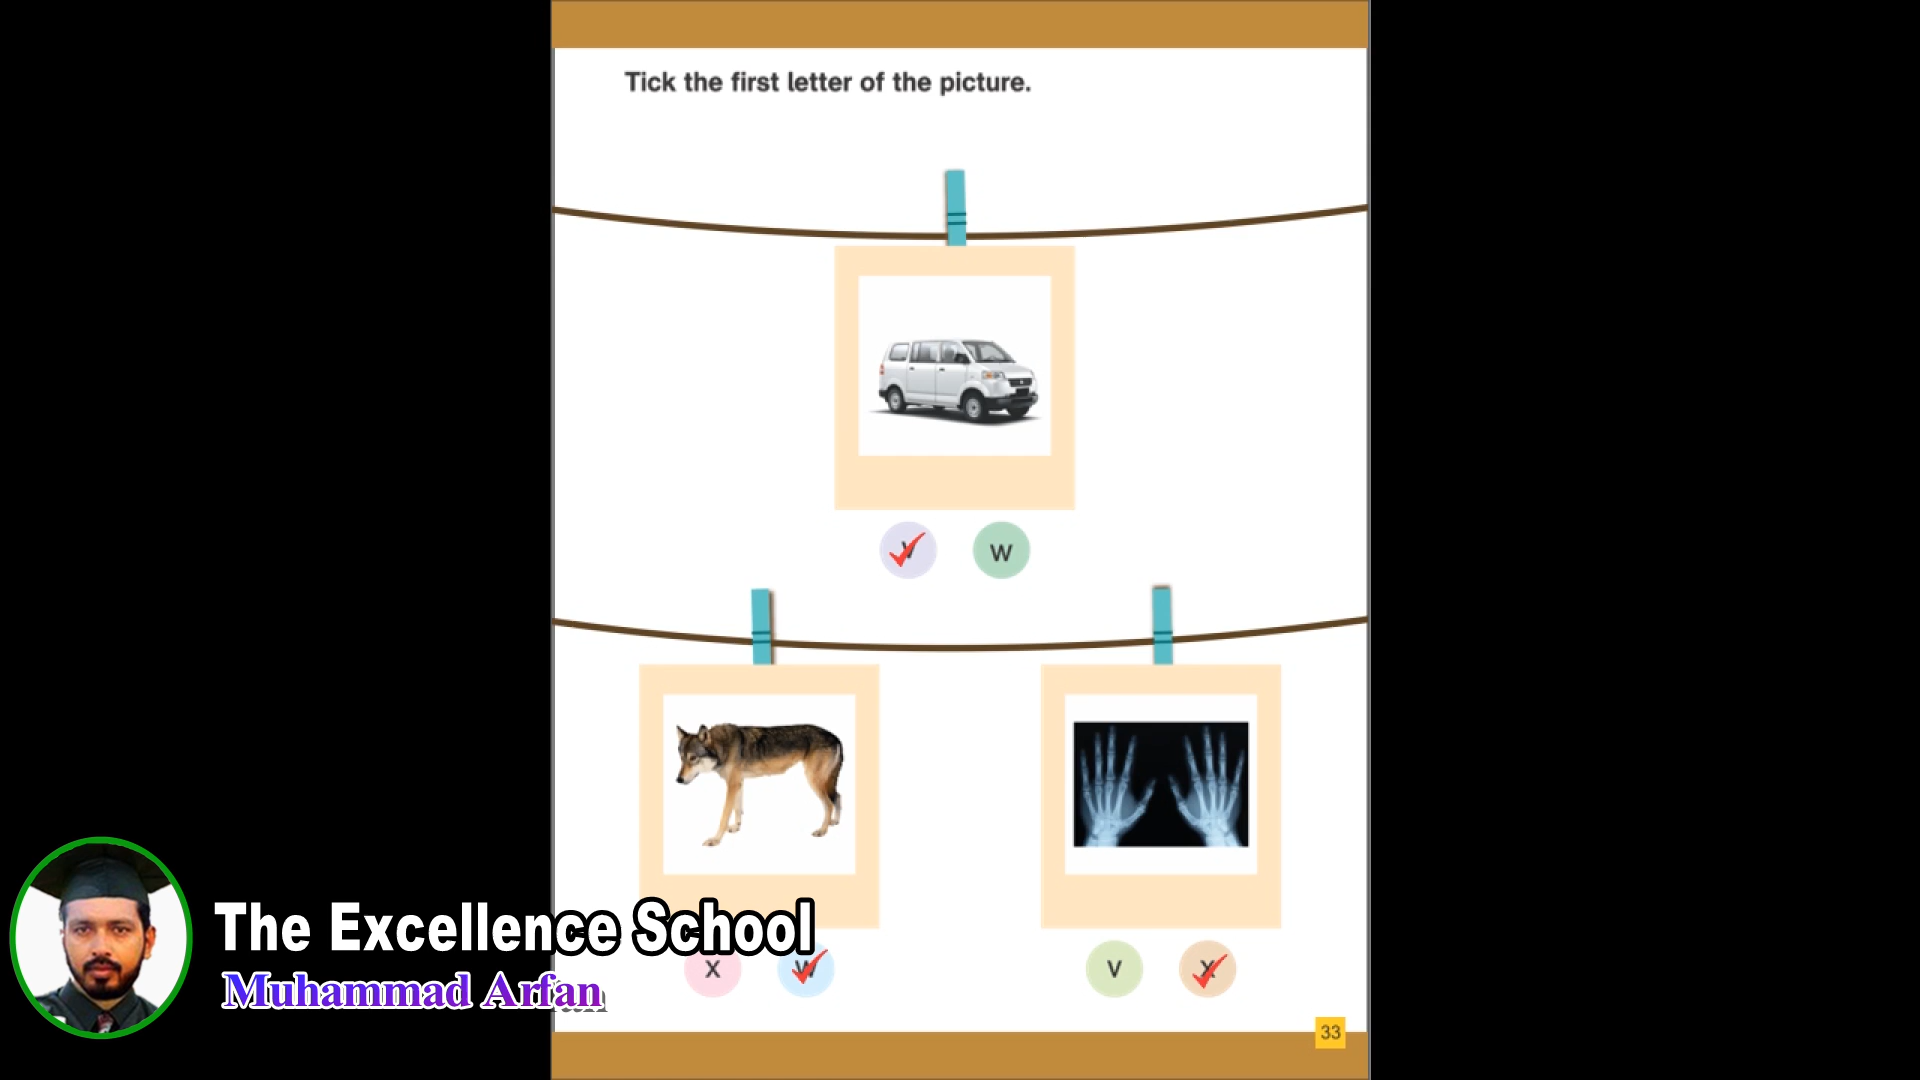 Tick the first letter of the picture.
V W
X W V X
The Excellence School
Muhammad Arfan
33